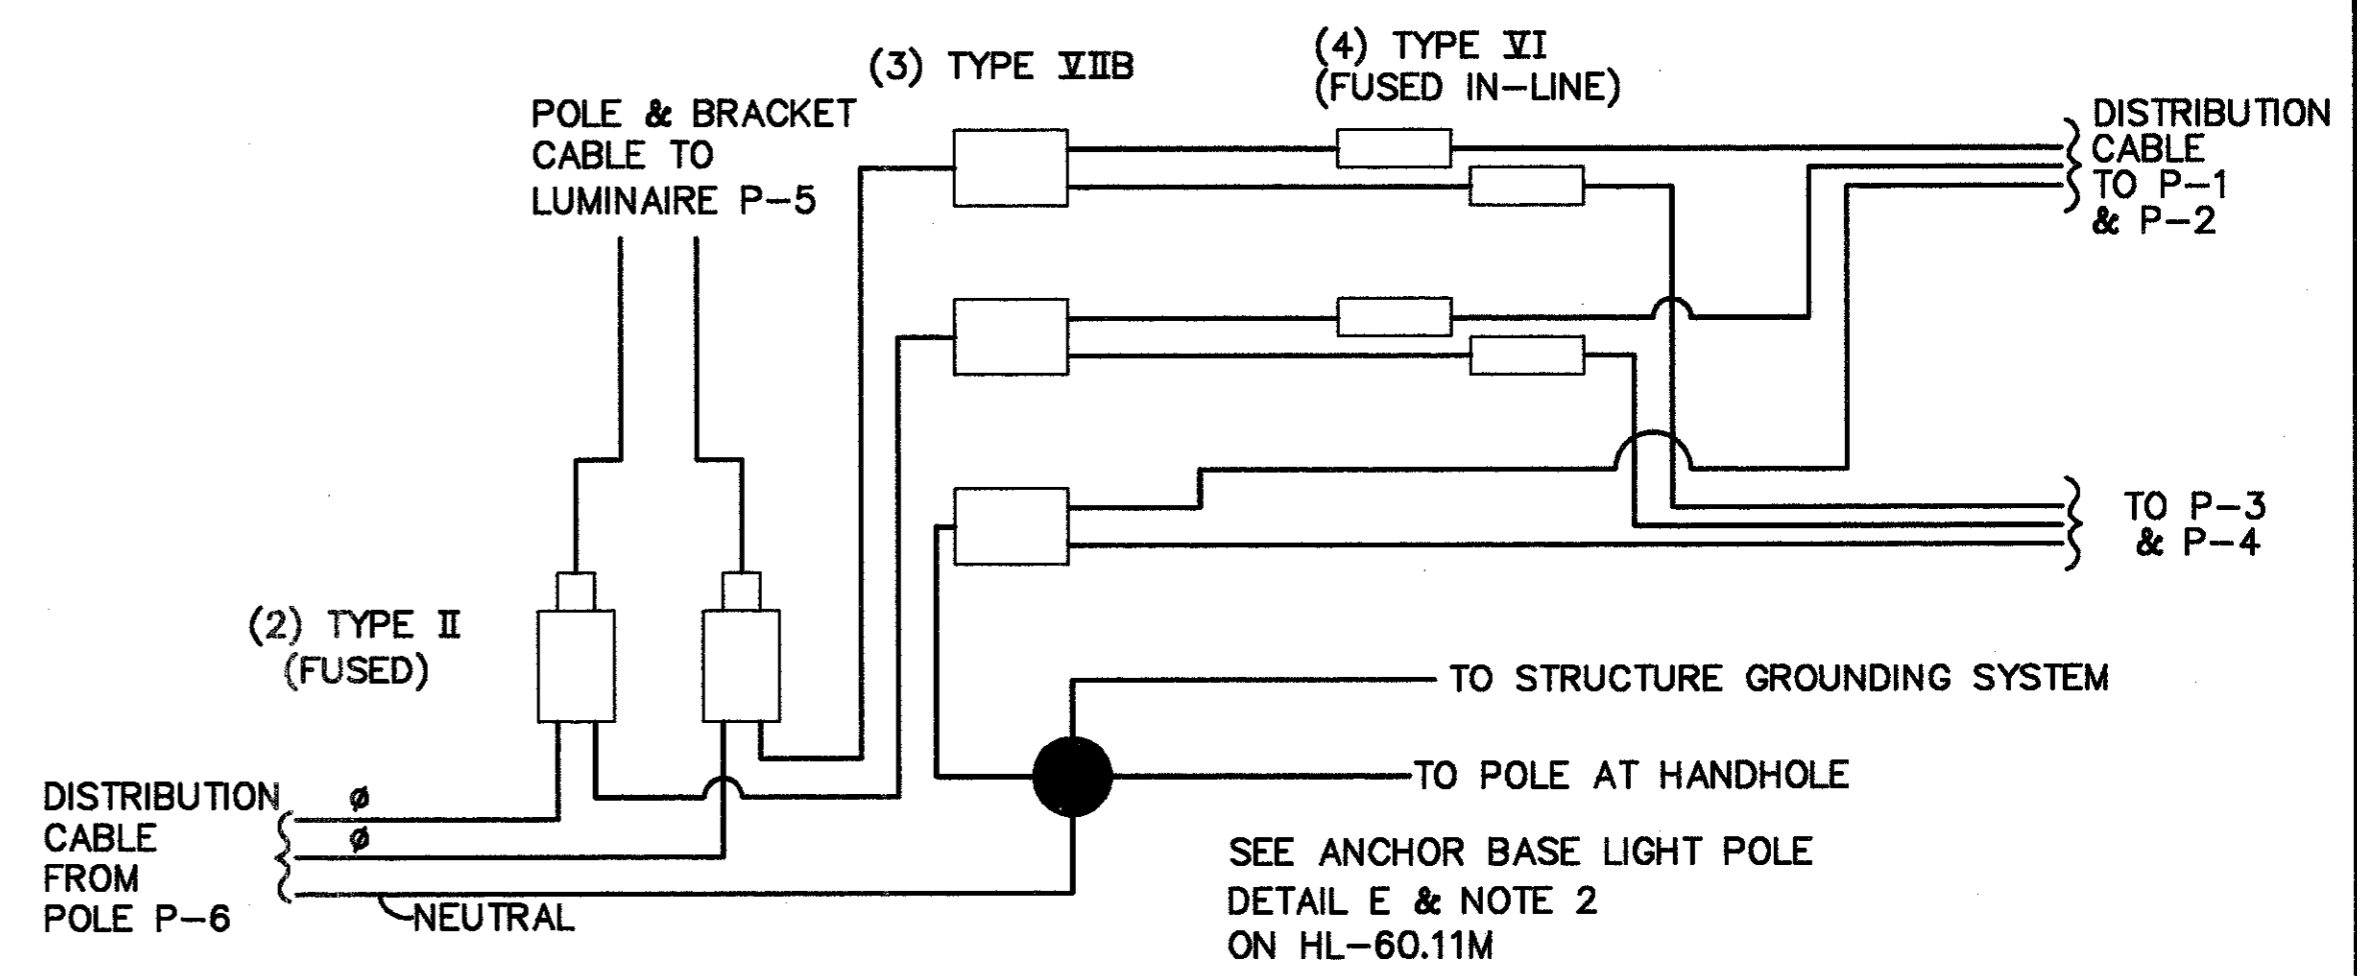 (3) TYPE VIIB
(4) TYPE VI
(FUSED IN-LINE)
POLE & BRACKET
CABLE TO
LUMINAIRE P-5
DISTRIBUTION
CABLE
TO P-1
& P-2
TO P-3
& P-4
(2) TYPE II
(FUSED)
TO STRUCTURE GROUNDING SYSTEM
TO POLE AT HANDHOLE
DISTRIBUTION
CABLE
FROM
POLE P-6
ø
ø
NEUTRAL
SEE ANCHOR BASE LIGHT POLE
DETAIL E & NOTE 2
ON HL-60.11M